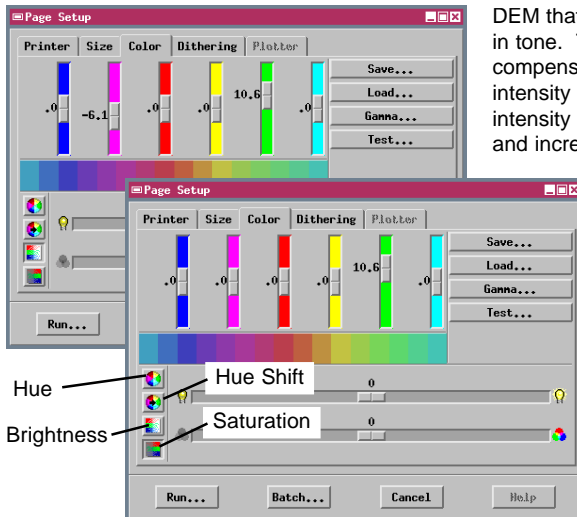 Page Setup
Printer Size Color Dithering Plotter
.0 -6.1 .0 .0 10.6 .0
Save...
Load...
Gamma...
Test...
Run...
DEM that
in tone.
compens
intensity
intensity
and incre
Page Setup
Printer Size Color Dithering Plotter
.0 .0 .0 .0 10.6 .0
Save...
Load...
Gamma...
Test...
0
0
Run... Batch... Cancel Help
Hue
Hue Shift
Brightness
Saturation